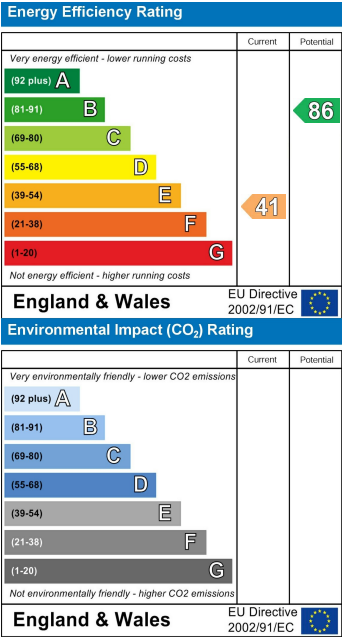 Energy Efficiency Rating
Current Potential
Very energy efficient - lower running costs
(92 plus) A
(81-91) B
86
(69-80) C
(55-68) D
(39-54) E
41
(21-38) F
(1-20) G
Not energy efficient - higher running costs
England & Wales
EU Directive
2002/91/EC
Environmental Impact (CO₂) Rating
Current Potential
Very environmentally friendly - lower CO2 emissions
(92 plus) A
(81-91) B
(69-80) C
(55-68) D
(39-54) E
(21-38) F
(1-20) G
Not environmentally friendly - higher CO2 emissions
England & Wales
EU Directive
2002/91/EC